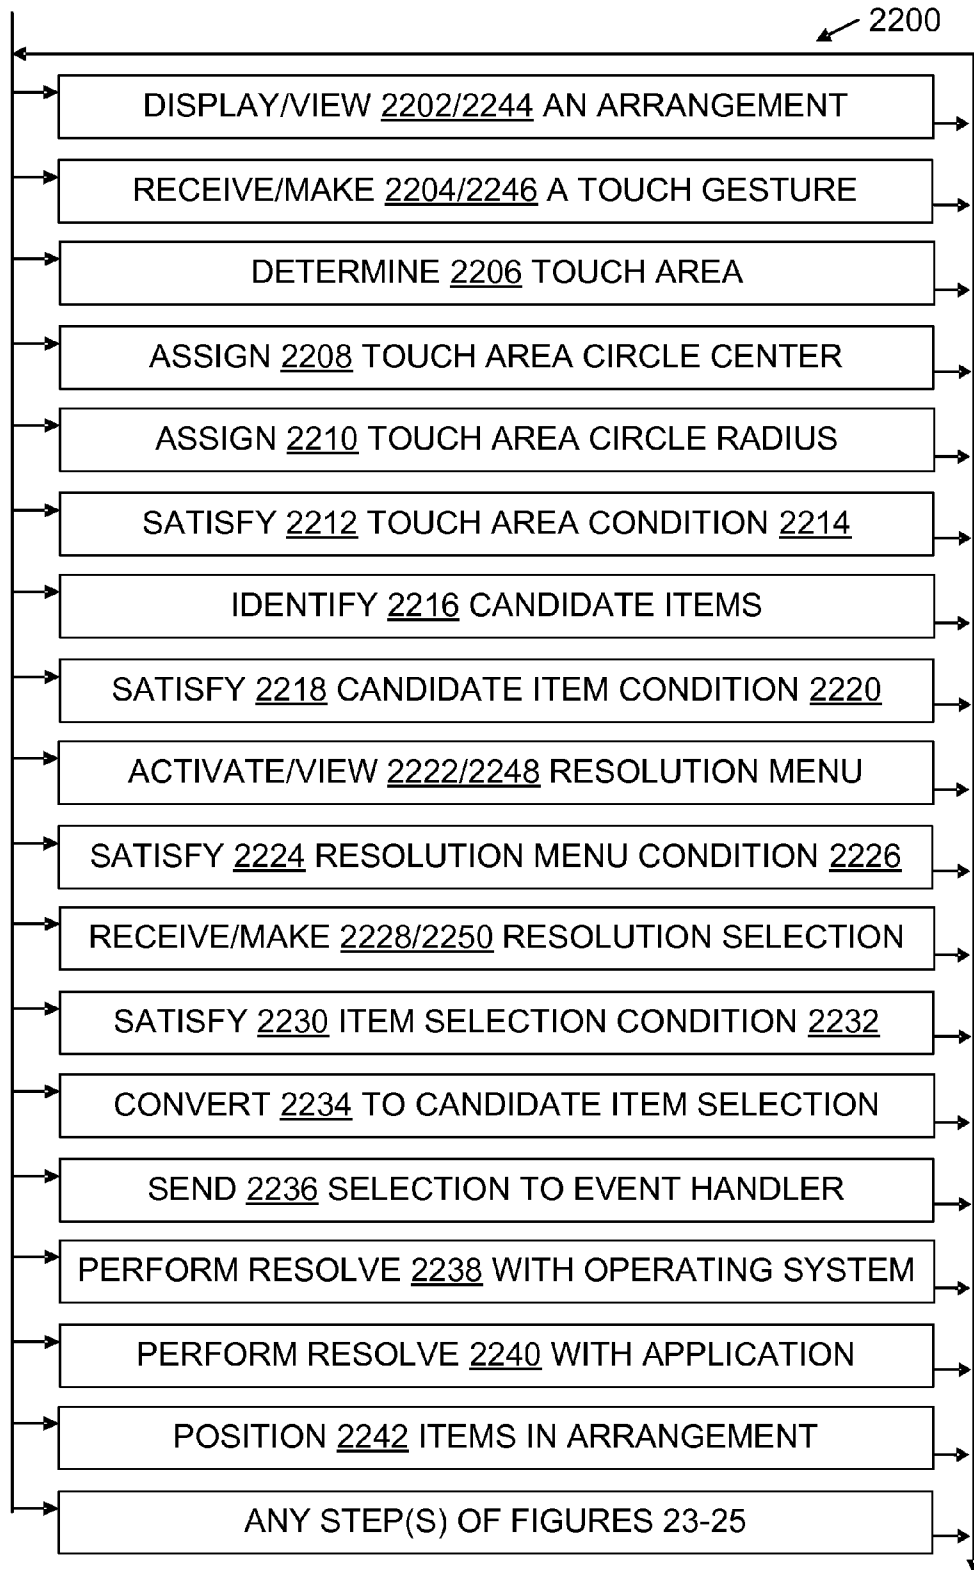 2200
DISPLAY/VIEW 2202/2244 AN ARRANGEMENT
RECEIVE/MAKE 2204/2246 A TOUCH GESTURE
DETERMINE 2206 TOUCH AREA
ASSIGN 2208 TOUCH AREA CIRCLE CENTER
ASSIGN 2210 TOUCH AREA CIRCLE RADIUS
SATISFY 2212 TOUCH AREA CONDITION 2214
IDENTIFY 2216 CANDIDATE ITEMS
SATISFY 2218 CANDIDATE ITEM CONDITION 2220
ACTIVATE/VIEW 2222/2248 RESOLUTION MENU
SATISFY 2224 RESOLUTION MENU CONDITION 2226
RECEIVE/MAKE 2228/2250 RESOLUTION SELECTION
SATISFY 2230 ITEM SELECTION CONDITION 2232
CONVERT 2234 TO CANDIDATE ITEM SELECTION
SEND 2236 SELECTION TO EVENT HANDLER
PERFORM RESOLVE 2238 WITH OPERATING SYSTEM
PERFORM RESOLVE 2240 WITH APPLICATION
POSITION 2242 ITEMS IN ARRANGEMENT
ANY STEP(S) OF FIGURES 23-25